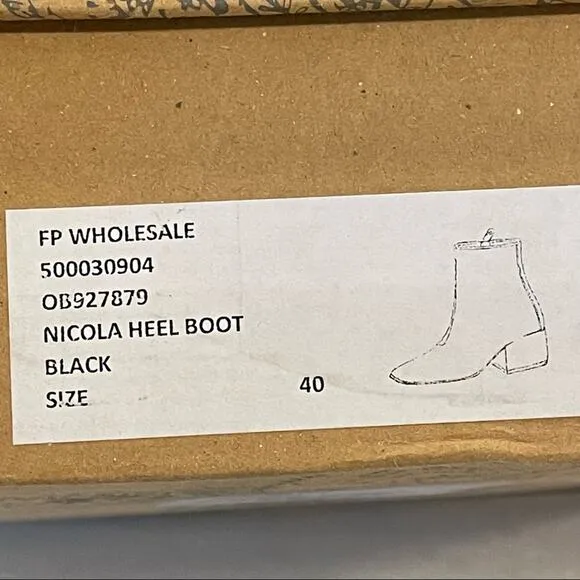 FP WHOLESALE
500030904
OB927879
NICOLA HEEL BOOT
BLACK
SIZE 40